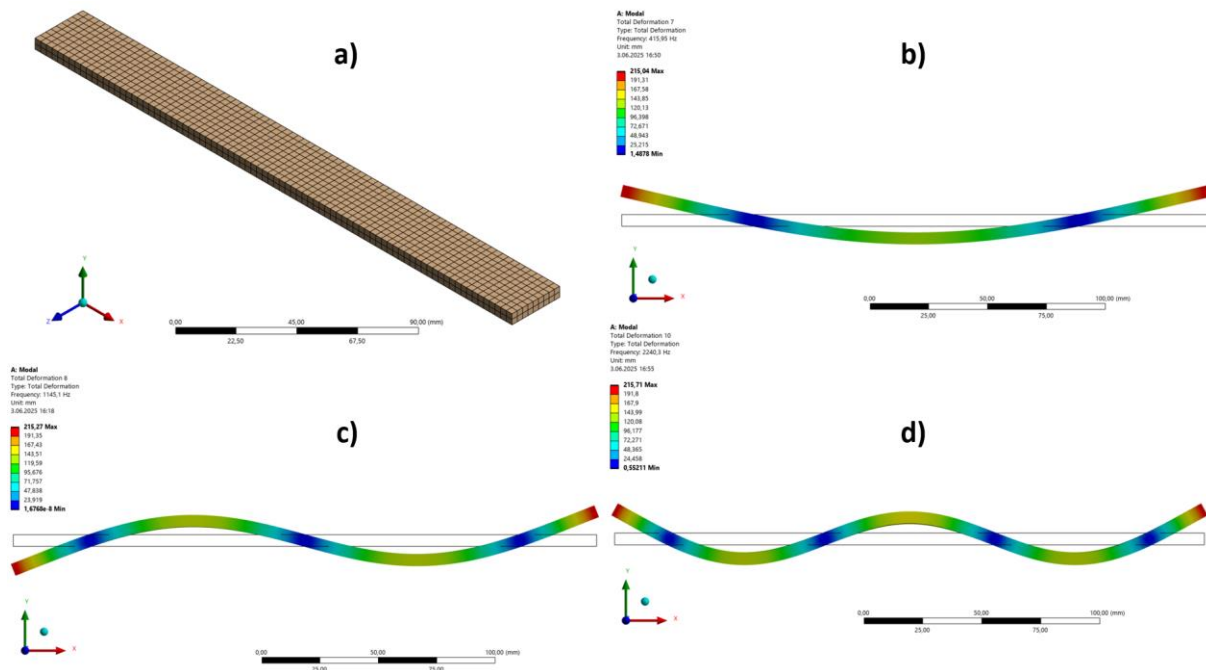 a)
Y
Z
X
0,00
45,00
90,00 (mm)
22,50
67,50
A: Modal
Total Deformation 7
Type: Total Deformation
Frequency: 415,95 Hz
Unit: mm
3.06.2025 16:50
215,04 Max
191,31
167,58
143,85
120,13
96,398
72,671
48,943
25,215
1,4878 Min
b)
Y
X
0,00
50,00
100,00 (mm)
25,00
75,00
A: Modal
Total Deformation 8
Type: Total Deformation
Frequency: 1145,1 Hz
Unit: mm
3.06.2025 16:18
215,27 Max
191,35
167,43
143,51
119,59
95,676
71,757
47,838
23,919
1,6768e-8 Min
c)
Y
X
0,00
50,00
100,00 (mm)
25,00
75,00
A: Modal
Total Deformation 10
Type: Total Deformation
Frequency: 2240,3 Hz
Unit: mm
3.06.2025 16:55
215,71 Max
191,8
167,9
143,99
120,08
96,177
72,271
48,365
24,458
0,55211 Min
d)
Y
X
0,00
50,00
100,00 (mm)
25,00
75,00